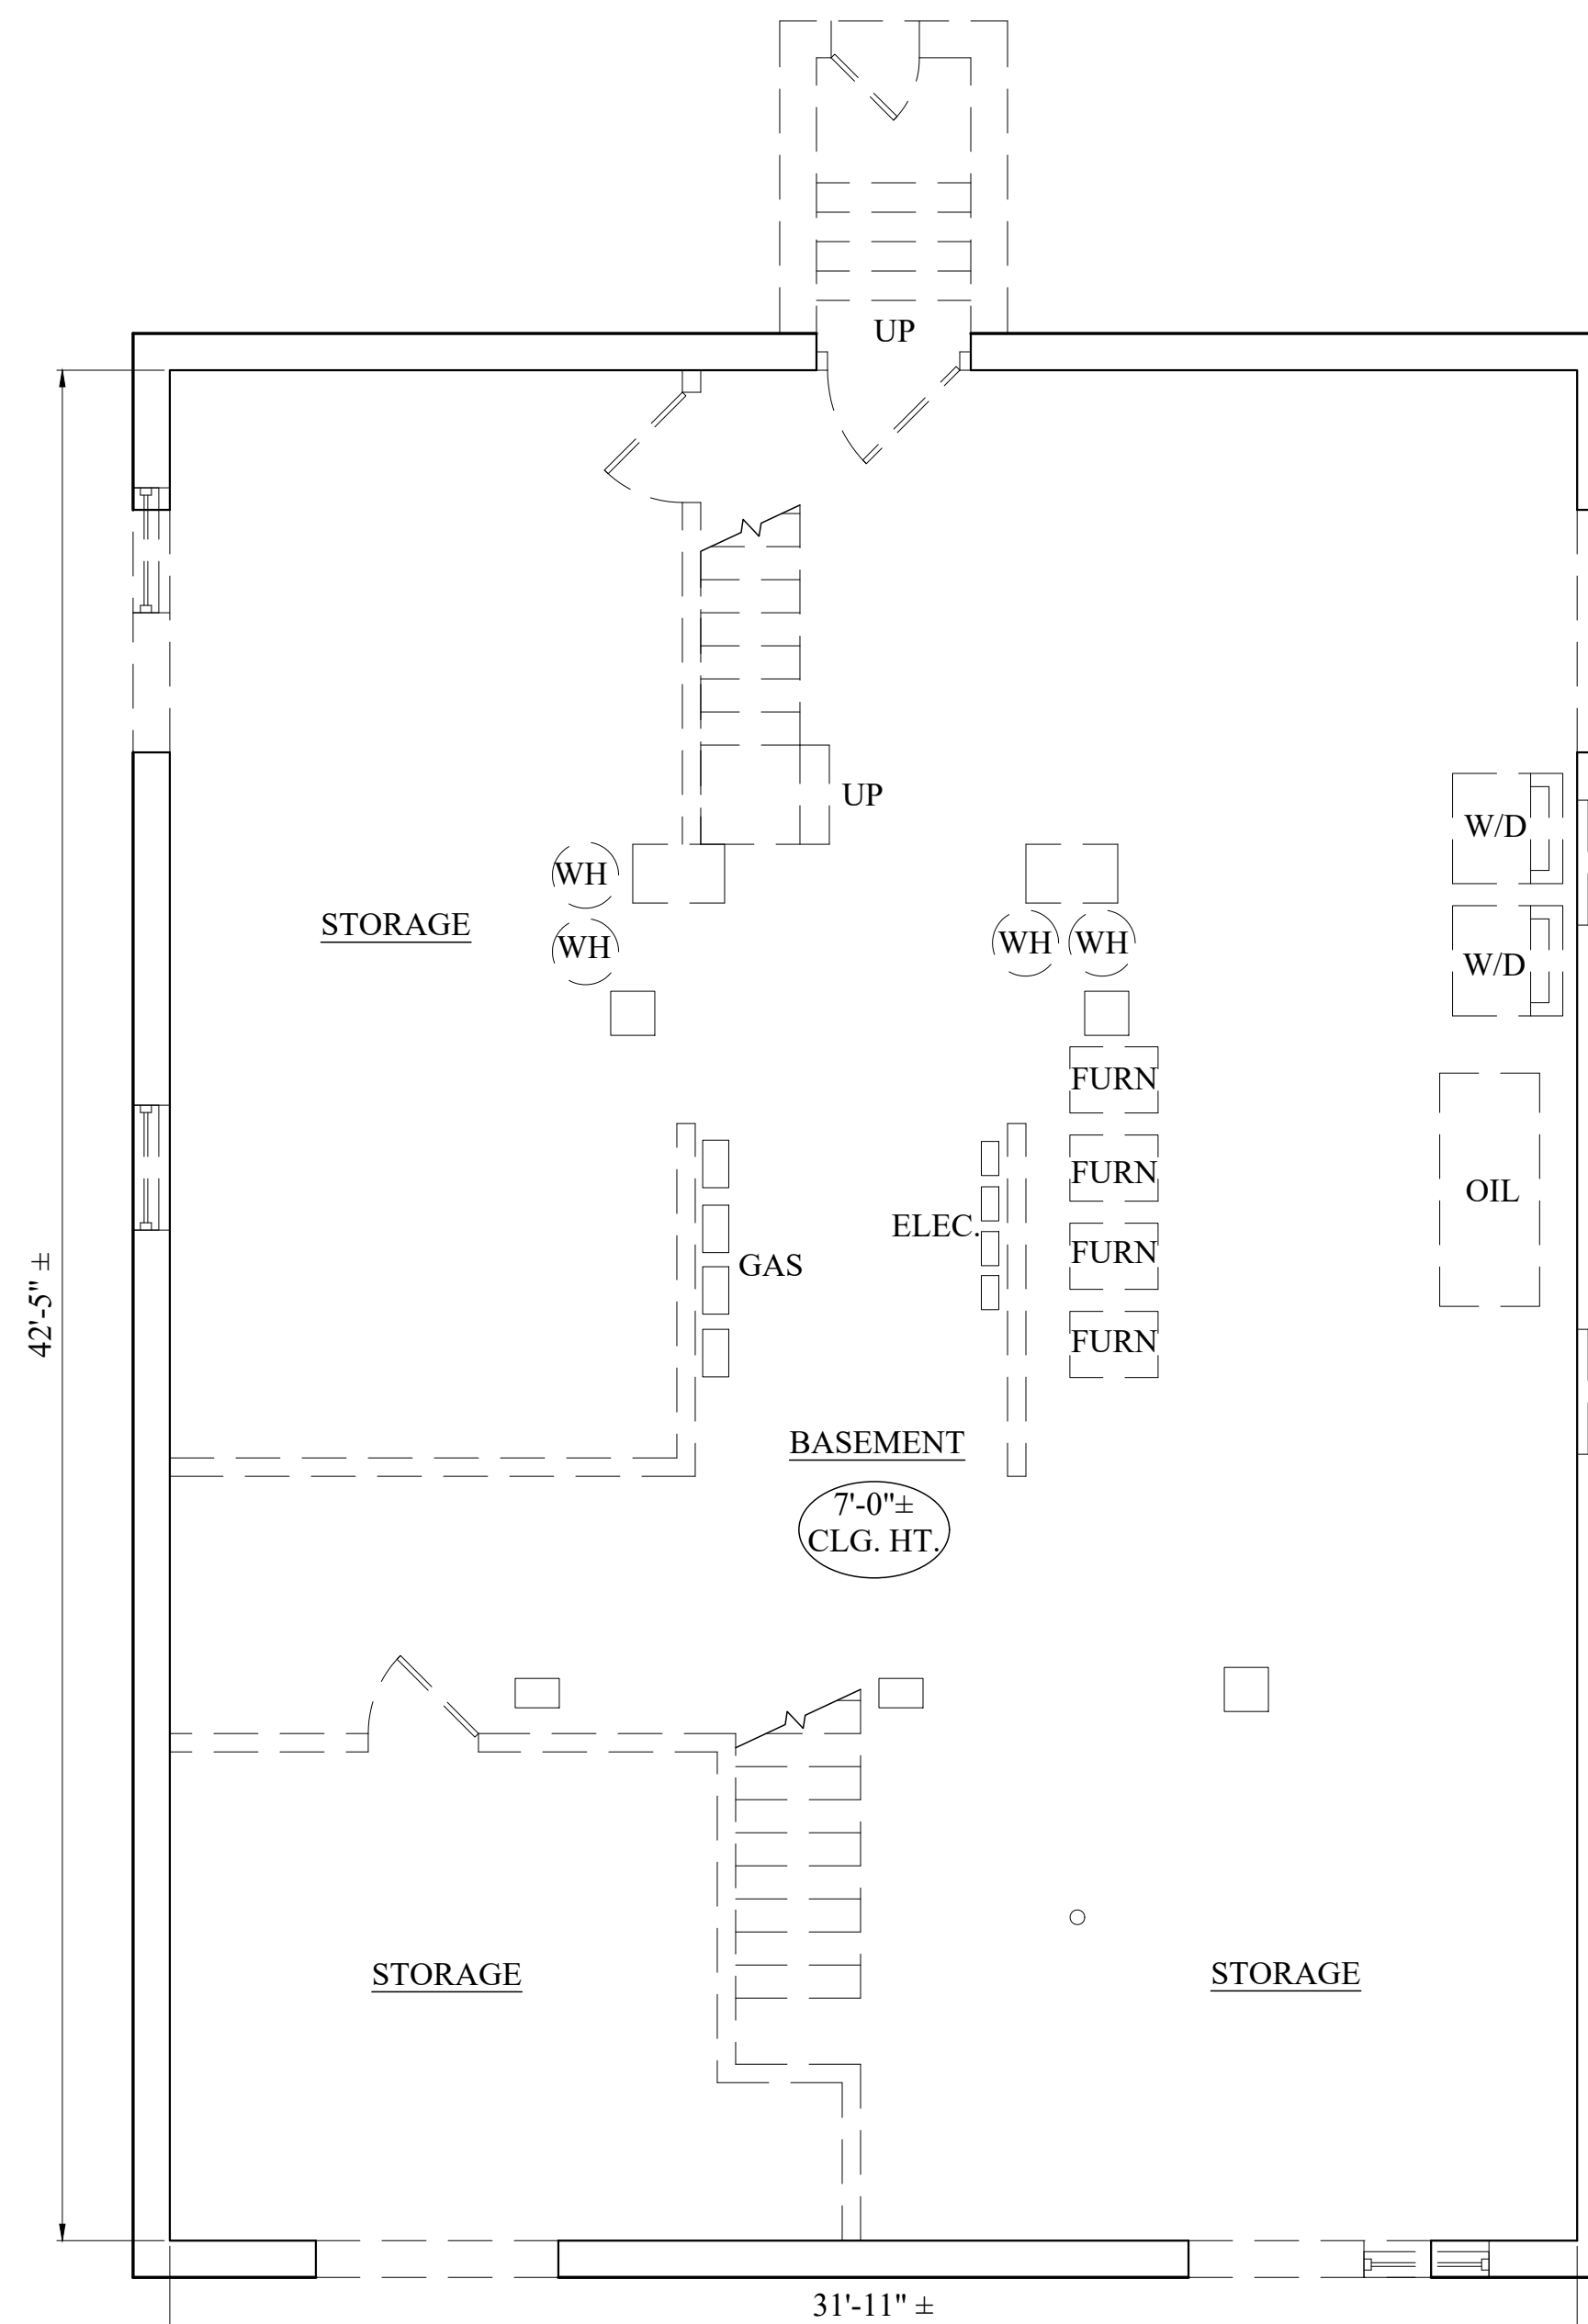 UP
UP
W/D
WH
STORAGE
WH
WH
WH
W/D
FURN
FURN
OIL
ELEC.
FURN
GAS
FURN
42'-5" ±
BASEMENT
7'-0"±
CLG. HT.
STORAGE
STORAGE
31'-11" ±